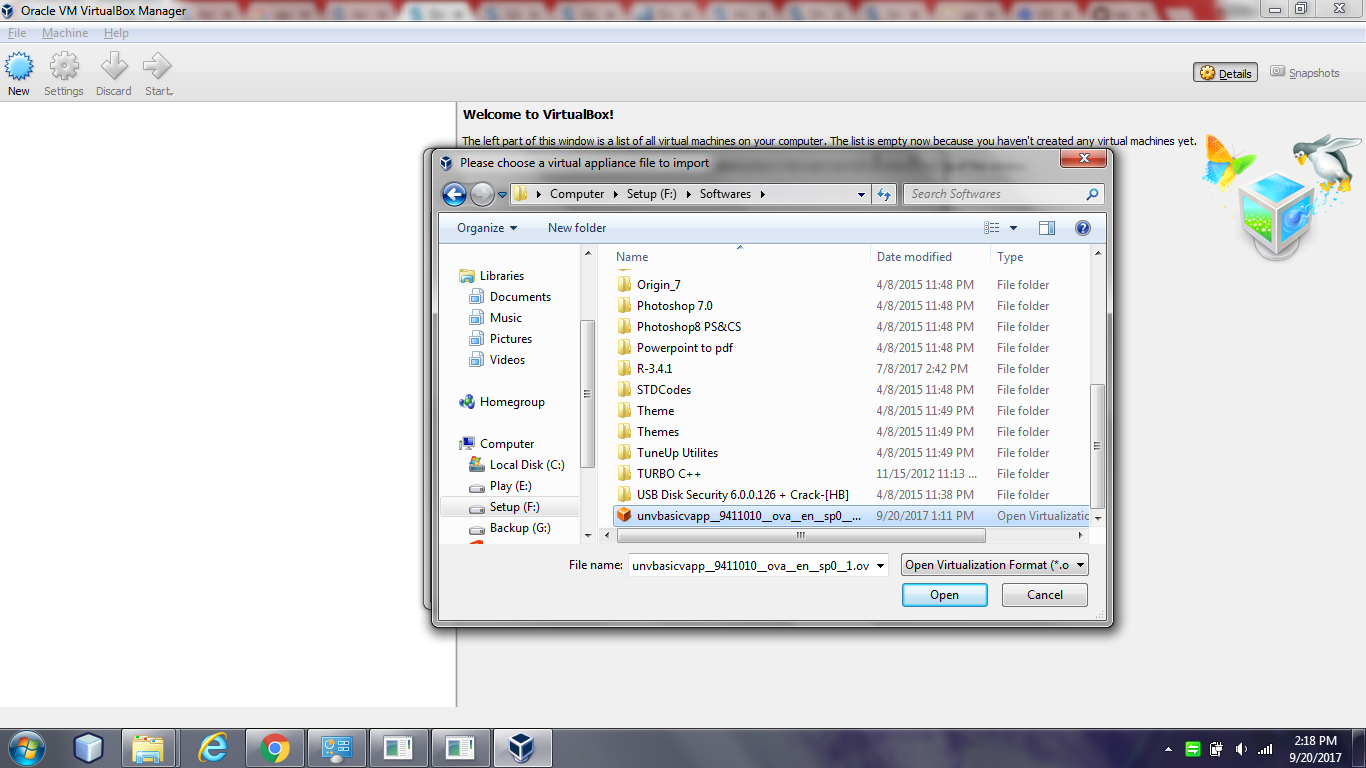 Oracle VM VirtualBox Manager
File Machine Help
New Settings Discard Start
Details Snapshots
Welcome to VirtualBox!
The left part of this window is a list of all virtual machines on your computer. The list is empty now because you haven't created any virtual machines yet.
Please choose a virtual appliance file to import
Computer Setup (F:) Softwares
Search Softwares
Organize New folder
Name Date modified Type
Libraries
Documents
Music
Pictures
Videos
Homegroup
Computer
Local Disk (C:)
Play (E:)
Setup (F:)
Backup (G:)
Origin_7 4/8/2015 11:48 PM File folder
Photoshop 7.0 4/8/2015 11:48 PM File folder
Photoshop8 PS&CS 4/8/2015 11:48 PM File folder
Powerpoint to pdf 4/8/2015 11:48 PM File folder
R-3.4.1 7/8/2017 2:42 PM File folder
STDCodes 4/8/2015 11:48 PM File folder
Theme 4/8/2015 11:49 PM File folder
Themes 4/8/2015 11:49 PM File folder
TuneUp Utilites 4/8/2015 11:49 PM File folder
TURBO C++ 11/15/2012 11:13 ... File folder
USB Disk Security 6.0.0.126 + Crack-[HB] 4/8/2015 11:38 PM File folder
unvbasicvapp__9411010__ova__en__sp0__... 9/20/2017 1:11 PM Open Virtualizatic
File name: unvbasicvapp__9411010__ova__en__sp0__1.ov Open Virtualization Format (*.o
Open Cancel
2:18 PM
9/20/2017